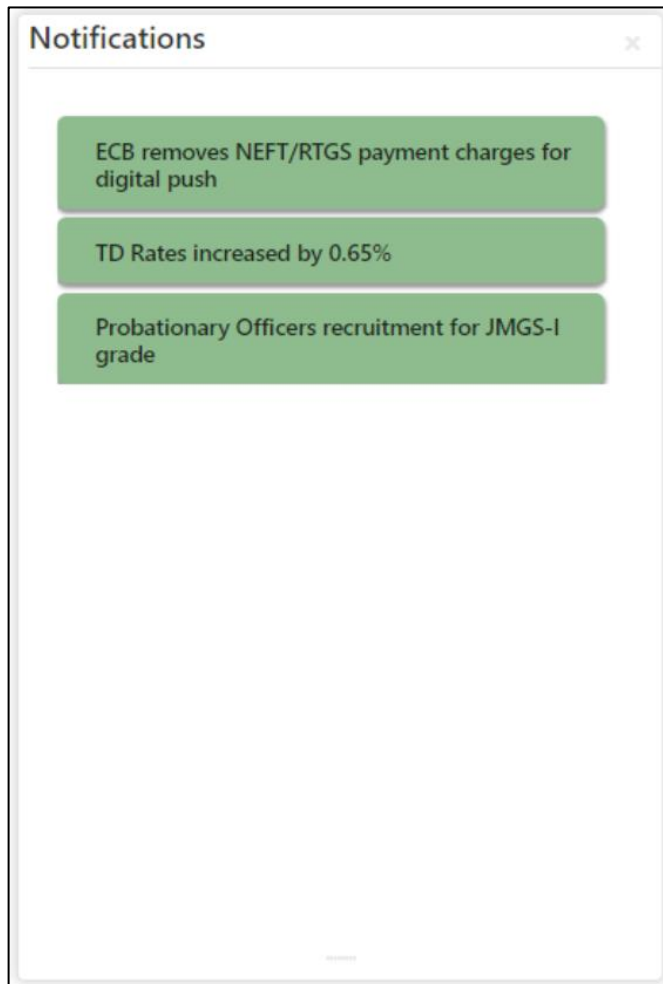 Notifications
ECB removes NEFT/RTGS payment charges for
digital push
TD Rates increased by 0.65%
Probationary Officers recruitment for JMGS-I
grade